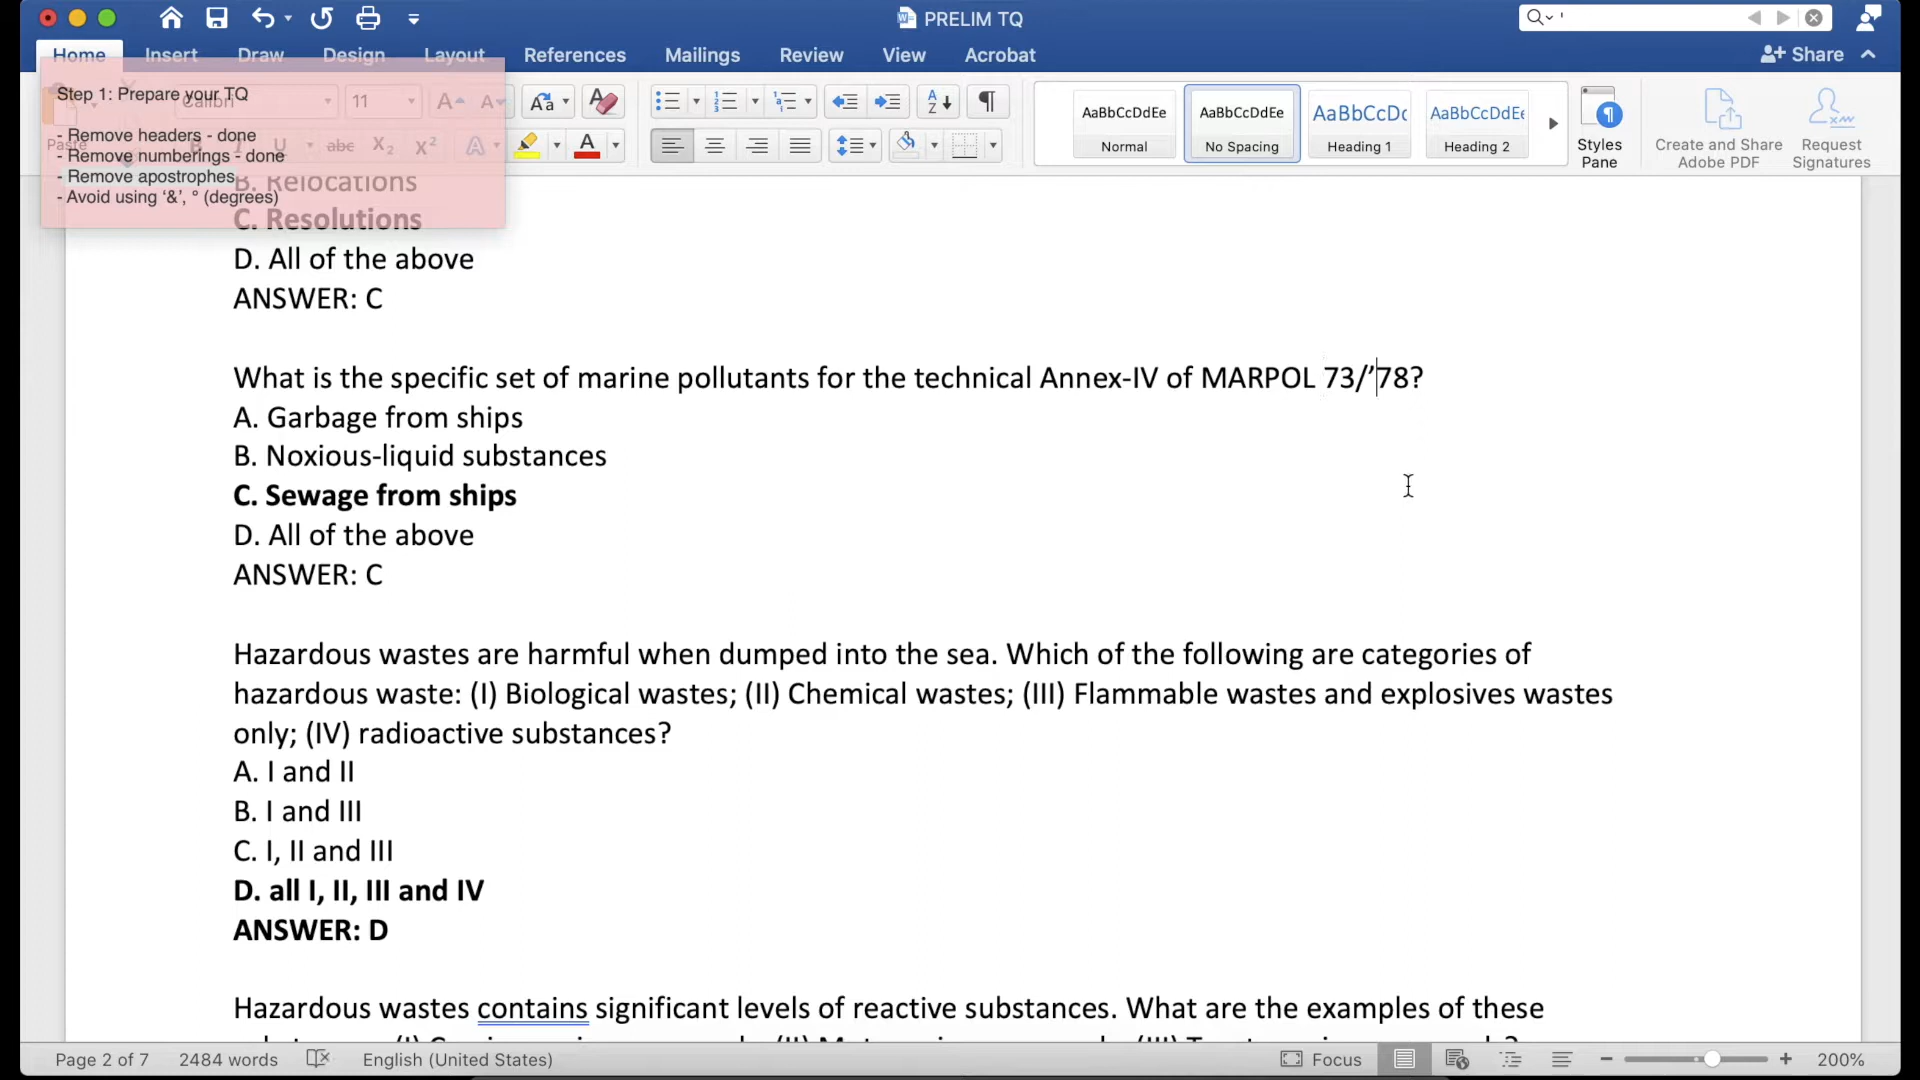 PRELIM TQ
'
Home Insert Draw Design Layout References Mailings Review View Acrobat
Share
Step 1: Prepare your TQ
- Remove headers - done
- Remove numberings - done
- Remove apostrophes
- Avoid using ‘&’, ° (degrees)
Calibri 11
Paste
AaBbCcDdEe AaBbCcDdEe AaBbCcDc AaBbCcDdEe
Normal No Spacing Heading 1 Heading 2
Styles Pane
Create and Share Adobe PDF
Request Signatures
B. Relocations
C. Resolutions
D. All of the above
ANSWER: C
What is the specific set of marine pollutants for the technical Annex-IV of MARPOL 73/’78?
A. Garbage from ships
B. Noxious-liquid substances
C. Sewage from ships
D. All of the above
ANSWER: C
Hazardous wastes are harmful when dumped into the sea. Which of the following are categories of
hazardous waste: (I) Biological wastes; (II) Chemical wastes; (III) Flammable wastes and explosives wastes
only; (IV) radioactive substances?
A. I and II
B. I and III
C. I, II and III
D. all I, II, III and IV
ANSWER: D
Hazardous wastes contains significant levels of reactive substances. What are the examples of these
Page 2 of 7 2484 words English (United States) Focus 200%